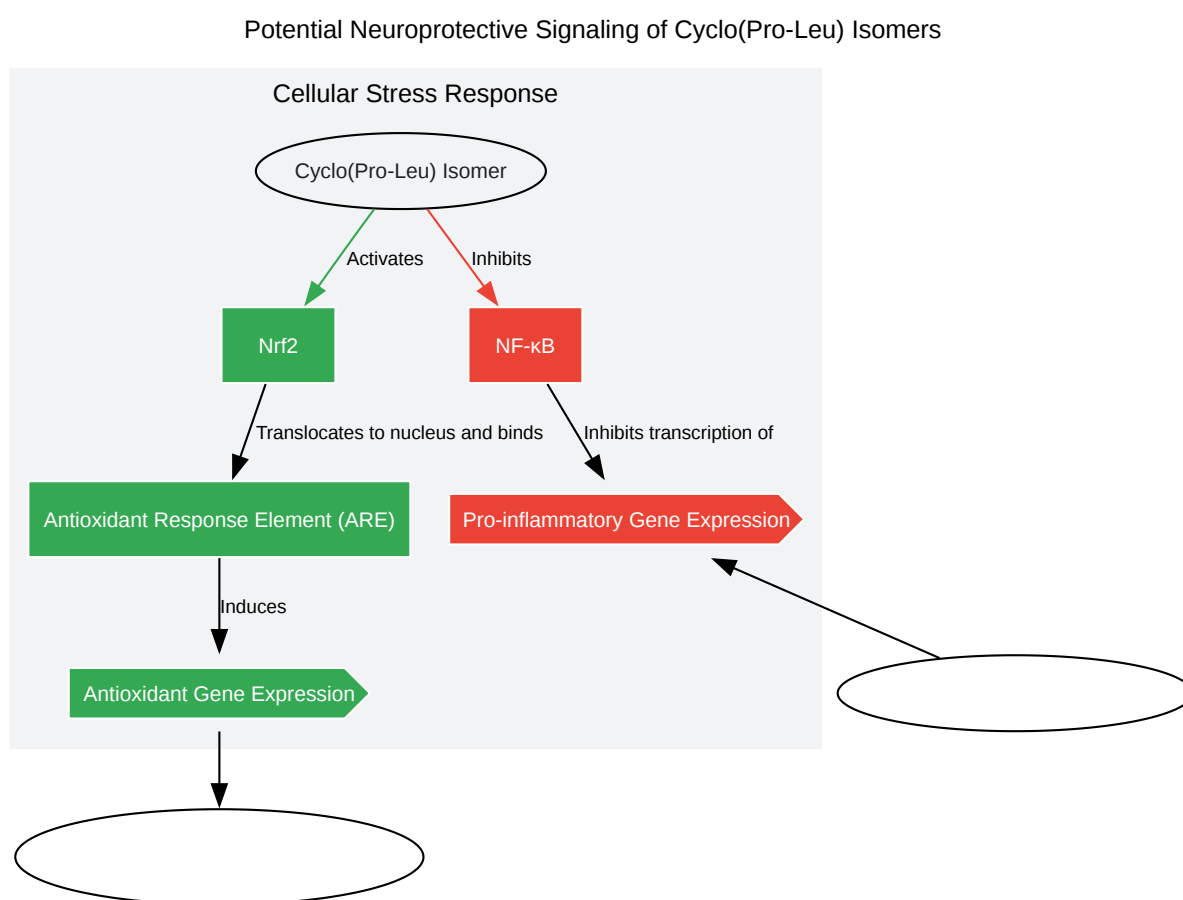 Potential Neuroprotective Signaling of Cyclo(Pro-Leu) Isomers
Cellular Stress Response
Cyclo(Pro-Leu) Isomer
Activates
Inhibits
Nrf2
NF-κB
Translocates to nucleus and binds
Inhibits transcription of
Antioxidant Response Element (ARE)
Pro-inflammatory Gene Expression
Induces
Antioxidant Gene Expression